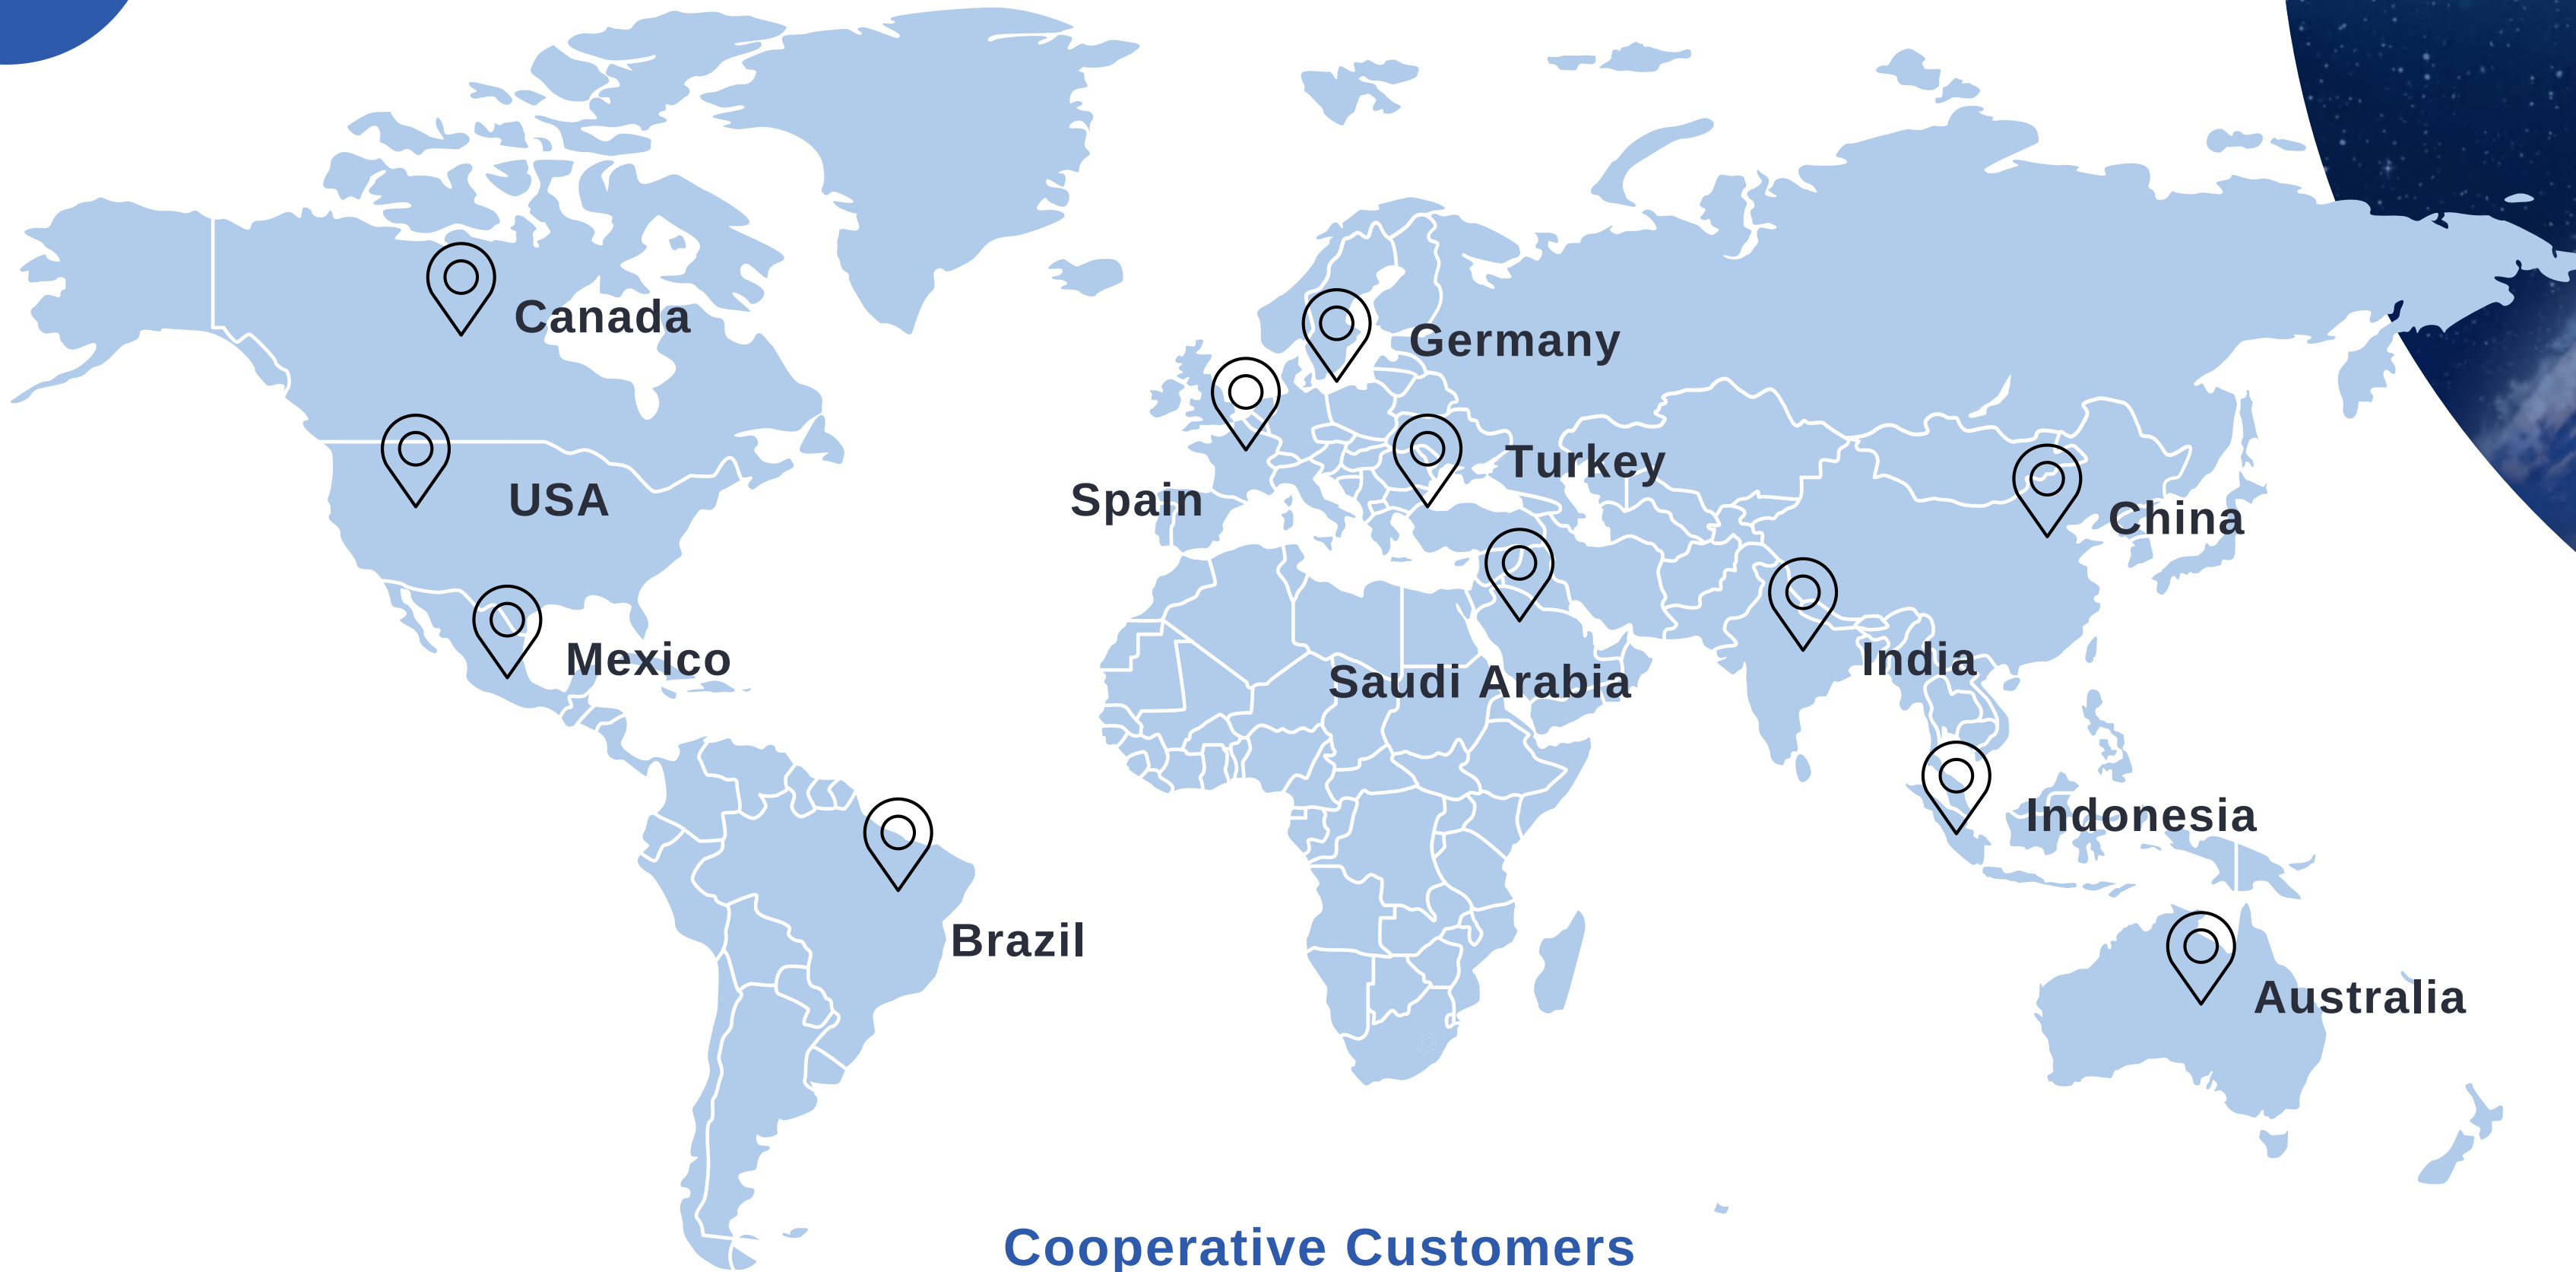 Canada
Germany
Turkey
Spain
USA
China
Mexico
India
Saudi Arabia
Indonesia
Brazil
Australia
Cooperative Customers